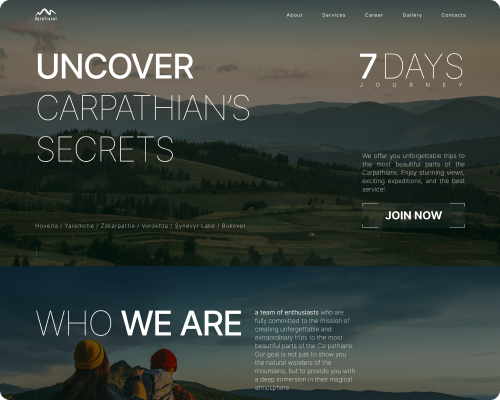 CarpTravel
About Services Career Gallery Contacts
UNCOVER
CARPATHIAN'S
SECRETS
7 DAYS
JOURNEY
We offer you unforgettable trips to
the most beautiful parts of the
Carpathians. Enjoy stunning views,
exciting expeditions, and the best
service!
JOIN NOW
Hoverla / Yaremche / Zakarpattia / Vorokhta / Synevyr Lake / Bukovel
WHO WE ARE
a team of enthusiasts who are
fully committed to the mission of
creating unforgettable and
extraordinary trips to the most
beautiful parts of the Carpathians.
Our goal is not just to show you
the natural wonders of the
mountains, but to provide you with
a deep immersion in their magical
atmosphere.